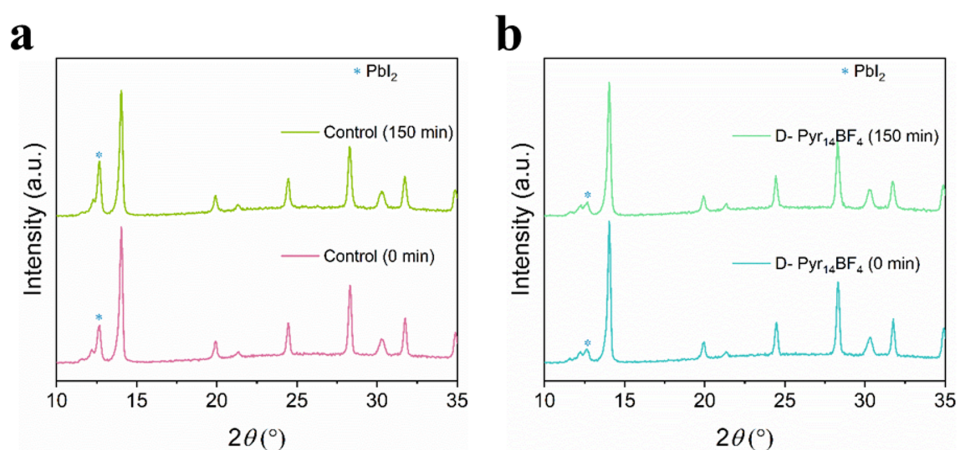 a
* PbI₂
Control (150 min)
*
Control (0 min)
*
Intensity (a.u.)
10 15 20 25 30 35
2θ (°)
b
* PbI₂
D- Pyr₁₄BF₄ (150 min)
*
D- Pyr₁₄BF₄ (0 min)
*
Intensity (a.u.)
10 15 20 25 30 35
2θ (°)